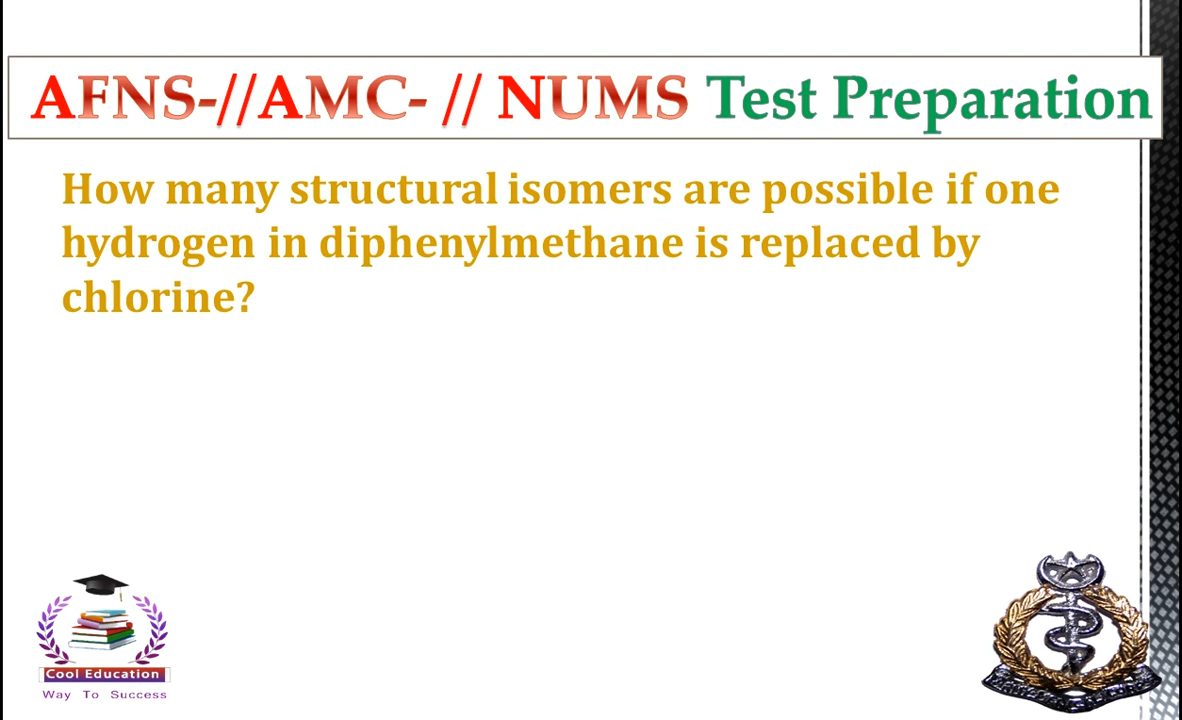 AFNS-//AMC- // NUMS Test Preparation
How many structural isomers are possible if one
hydrogen in diphenylmethane is replaced by
chlorine?
Cool Education
Way To Success